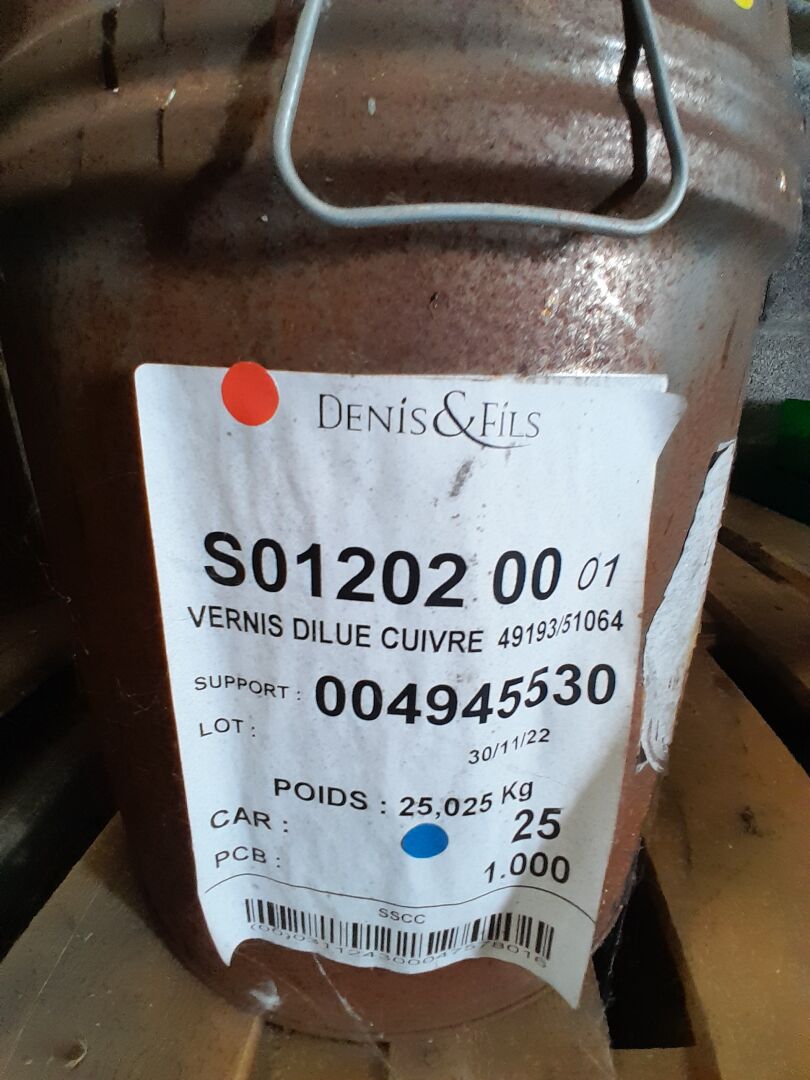 DENIS & FILS
S01202 00 01
VERNIS DILUE CUIVRE 49193/51064
SUPPORT : 004945530
LOT :
30/11/22
POIDS : 25,025 Kg
CAR : 25
PCB : 1.000
SSCC